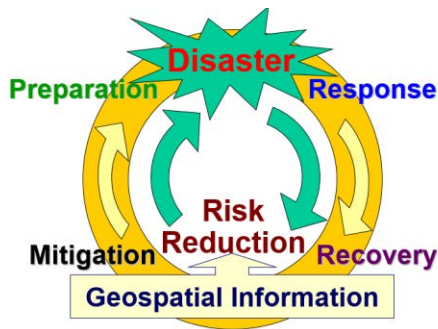 Disaster
Preparation
Response
Risk
Reduction
Mitigation
Recovery
Geospatial Information